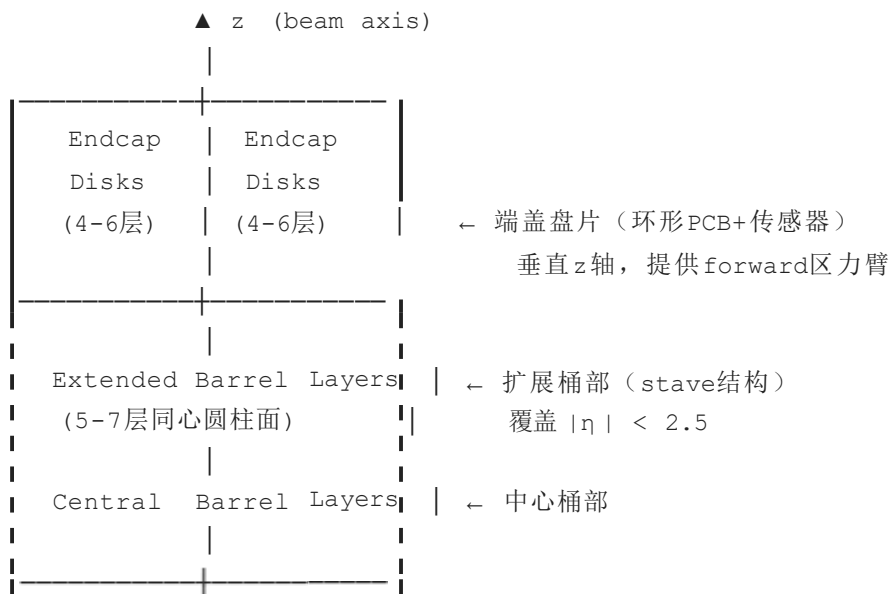 ▲ z (beam axis)
Endcap | Endcap
Disks | Disks
(4-6层) | (4-6层) | ← 端盖盘片（环形PCB+传感器）
垂直z轴，提供forward区力臂
Extended Barrel Layers | ← 扩展桶部（stave结构）
(5-7层同心圆柱面) | 覆盖 |η| < 2.5
Central Barrel Layers | ← 中心桶部